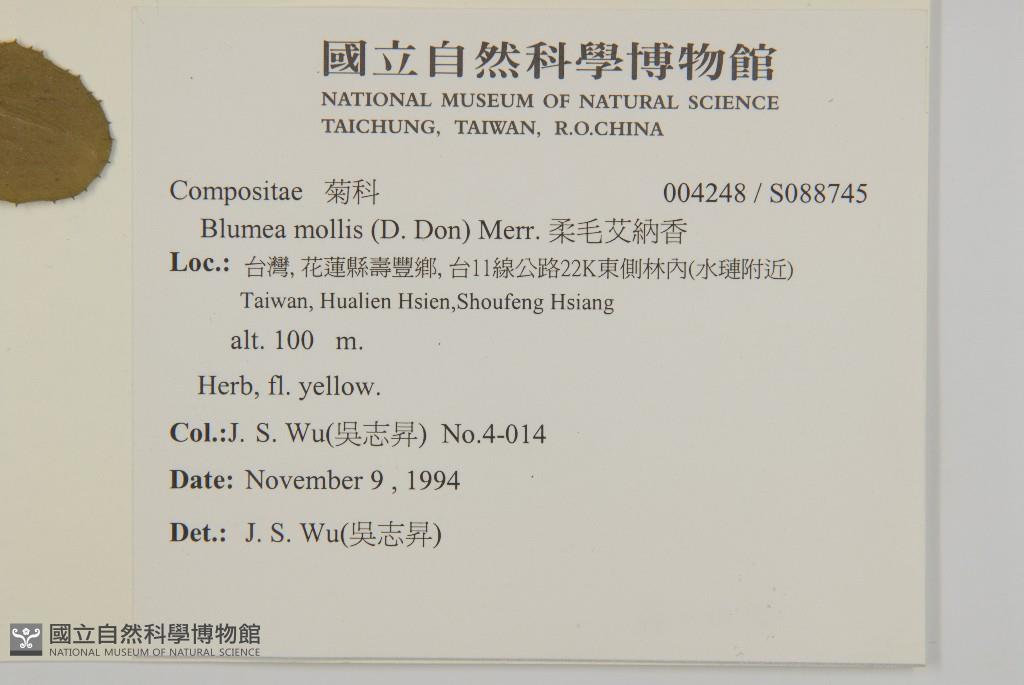 國立自然科學博物館
NATIONAL MUSEUM OF NATURAL SCIENCE
TAICHUNG, TAIWAN, R.O.CHINA
Compositae 菊科 004248 / S088745
Blumea mollis (D. Don) Merr. 柔毛艾納香
Loc.: 台灣, 花蓮縣壽豐鄉, 台11線公路22K東側林內(水璉附近)
Taiwan, Hualien Hsien,Shoufeng Hsiang
alt. 100 m.
Herb, fl. yellow.
Col.:J. S. Wu(吳志昇) No.4-014
Date: November 9 , 1994
Det.: J. S. Wu(吳志昇)
國立自然科學博物館
NATIONAL MUSEUM OF NATURAL SCIENCE